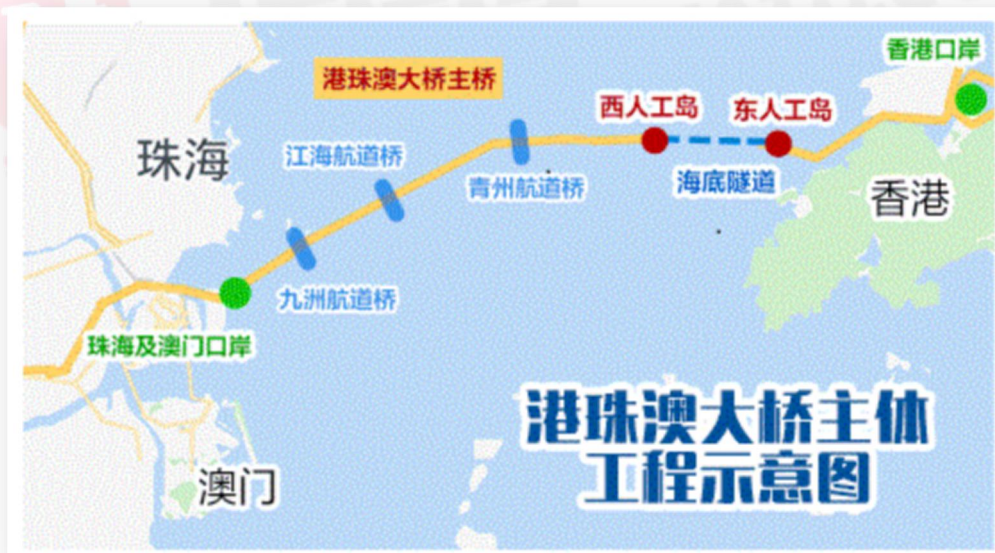 香港口岸
港珠澳大桥主桥
西人工岛
东人工岛
珠海
江海航道桥
青州航道桥
海底隧道
香港
九洲航道桥
珠海及澳门口岸
港珠澳大桥主体
工程示意图
澳门